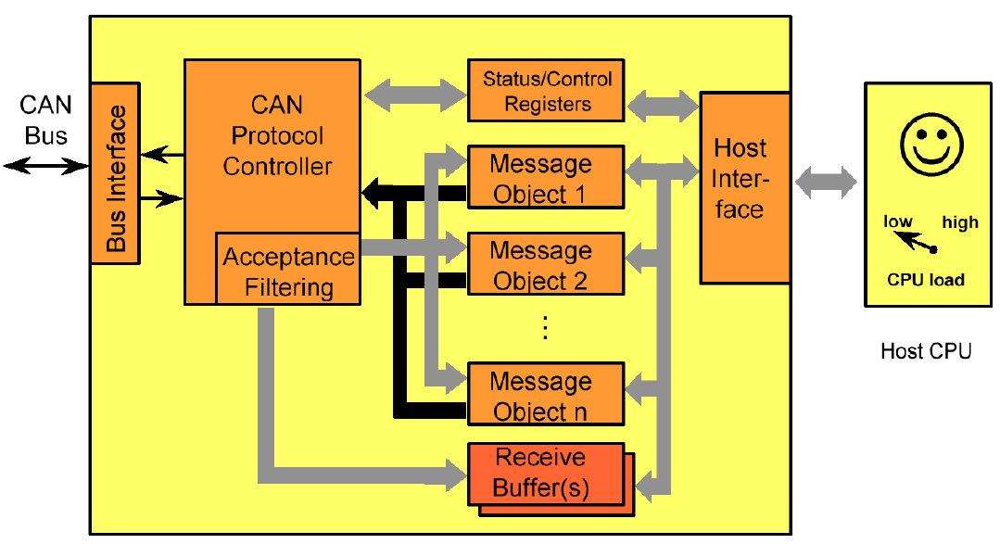 CAN
Bus
Bus Interface
CAN
Protocol
Controller
Acceptance
Filtering
Status/Control
Registers
Message
Object 1
Message
Object 2
...
Message
Object n
Receive
Buffer(s)
Host
Inter-
face
low high
CPU load
Host CPU